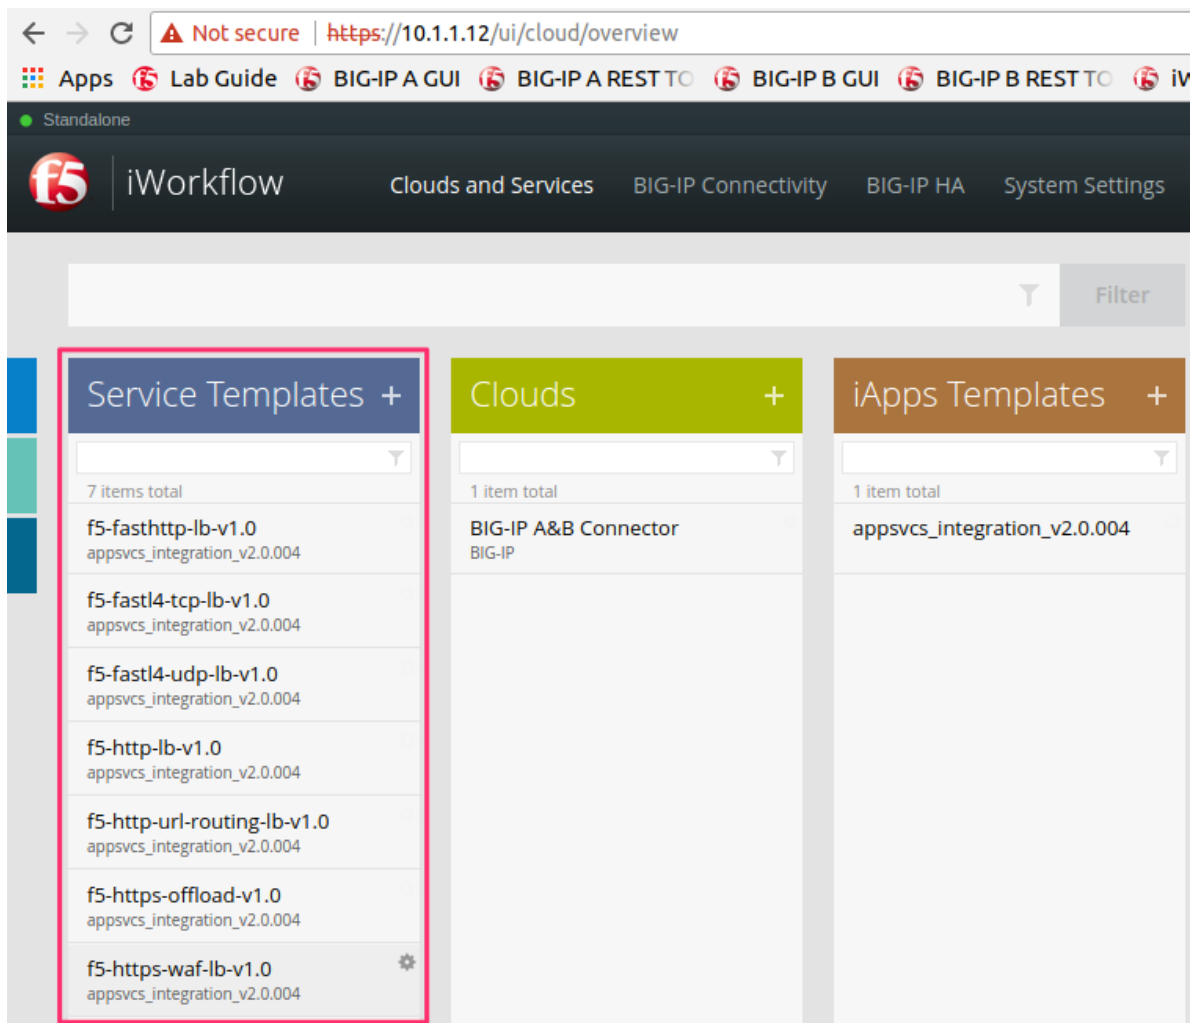 Not secure | https://10.1.1.12/ui/cloud/overview
Apps Lab Guide BIG-IP A GUI BIG-IP A REST TO BIG-IP B GUI BIG-IP B REST TO
Standalone
f5 iWorkflow Clouds and Services BIG-IP Connectivity BIG-IP HA System Settings
Filter
Service Templates +
7 items total
f5-fasthttp-lb-v1.0
appsvcs_integration_v2.0.004
f5-fastl4-tcp-lb-v1.0
appsvcs_integration_v2.0.004
f5-fastl4-udp-lb-v1.0
appsvcs_integration_v2.0.004
f5-http-lb-v1.0
appsvcs_integration_v2.0.004
f5-http-url-routing-lb-v1.0
appsvcs_integration_v2.0.004
f5-https-offload-v1.0
appsvcs_integration_v2.0.004
f5-https-waf-lb-v1.0
appsvcs_integration_v2.0.004
Clouds +
1 item total
BIG-IP A&B Connector
BIG-IP
iApps Templates +
1 item total
appsvcs_integration_v2.0.004